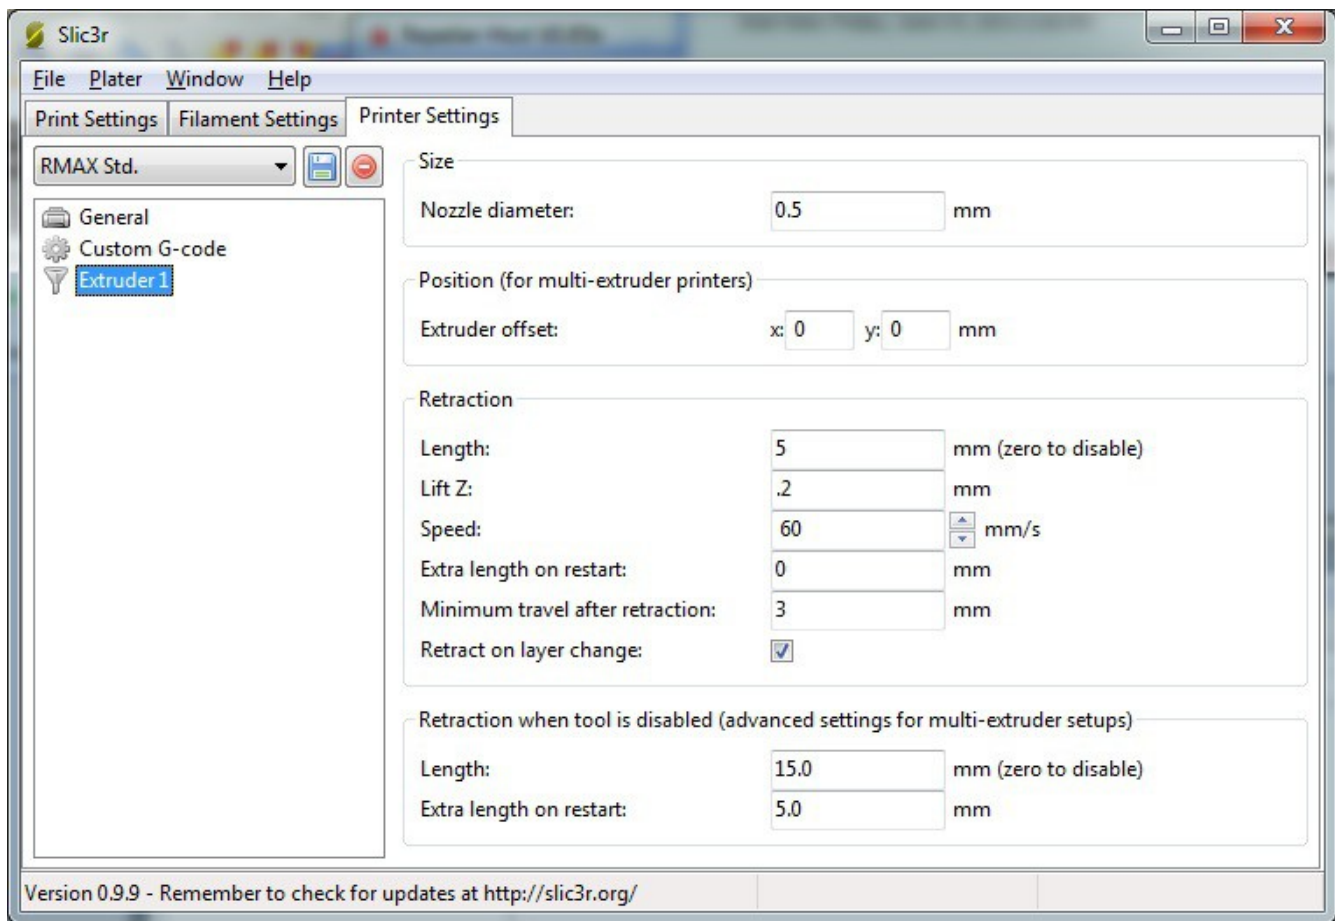 Slic3r
File Plater Window Help
Print Settings Filament Settings Printer Settings
RMAX Std.
General
Custom G-code
Extruder 1
Size
Nozzle diameter: 0.5 mm
Position (for multi-extruder printers)
Extruder offset: x: 0 y: 0 mm
Retraction
Length: 5 mm (zero to disable)
Lift Z: .2 mm
Speed: 60 mm/s
Extra length on restart: 0 mm
Minimum travel after retraction: 3 mm
Retract on layer change:
Retraction when tool is disabled (advanced settings for multi-extruder setups)
Length: 15.0 mm (zero to disable)
Extra length on restart: 5.0 mm
Version 0.9.9 - Remember to check for updates at http://slic3r.org/